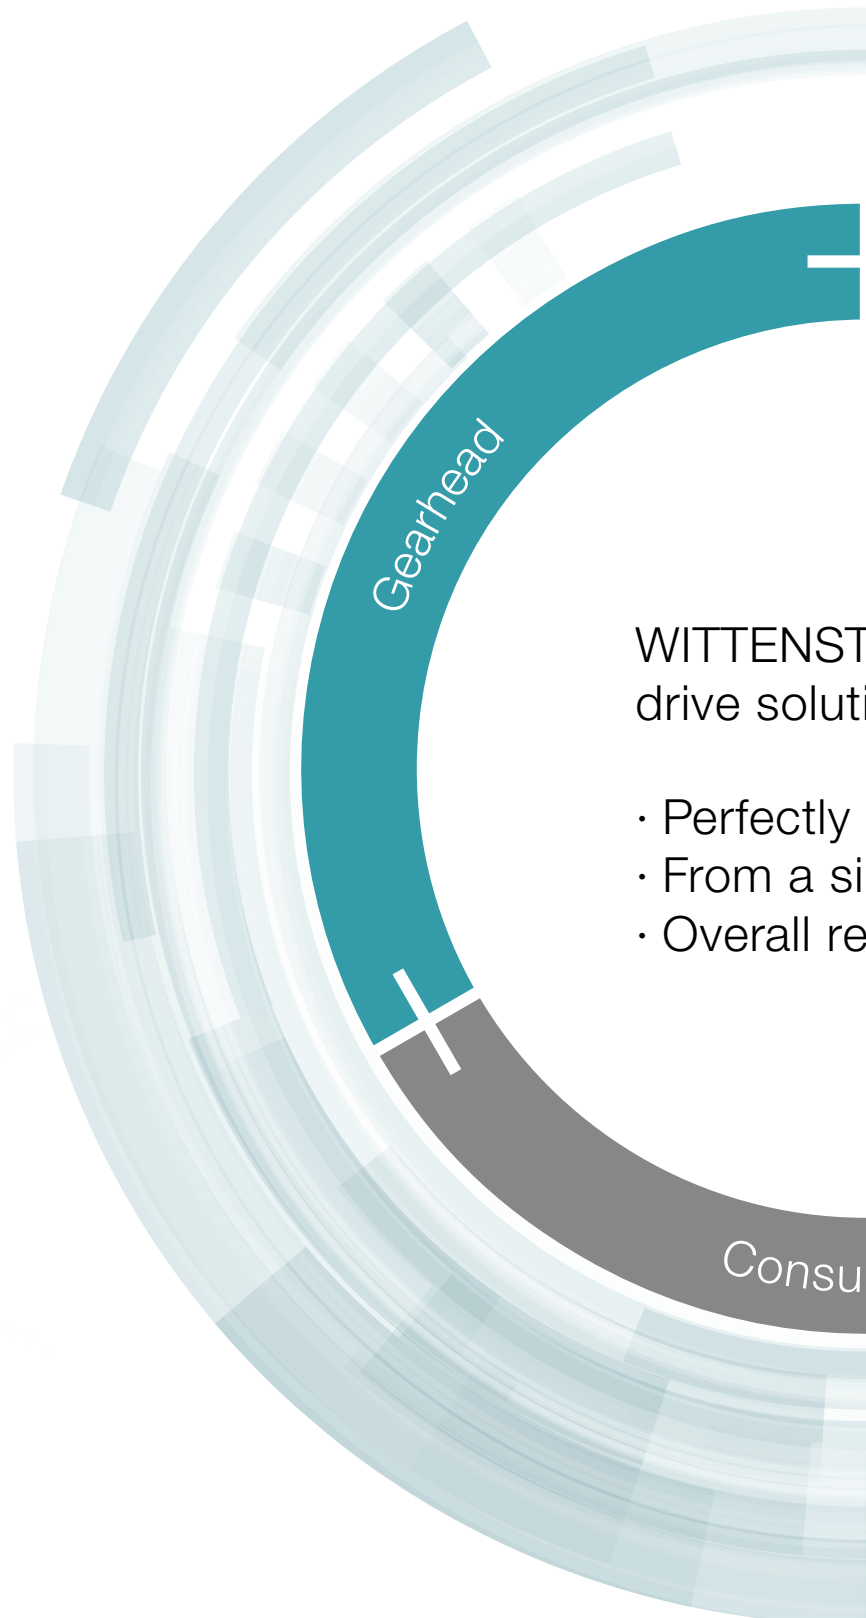 Gearhead
WITTENST
drive soluti
· Perfectly
· From a si
· Overall re
Consu